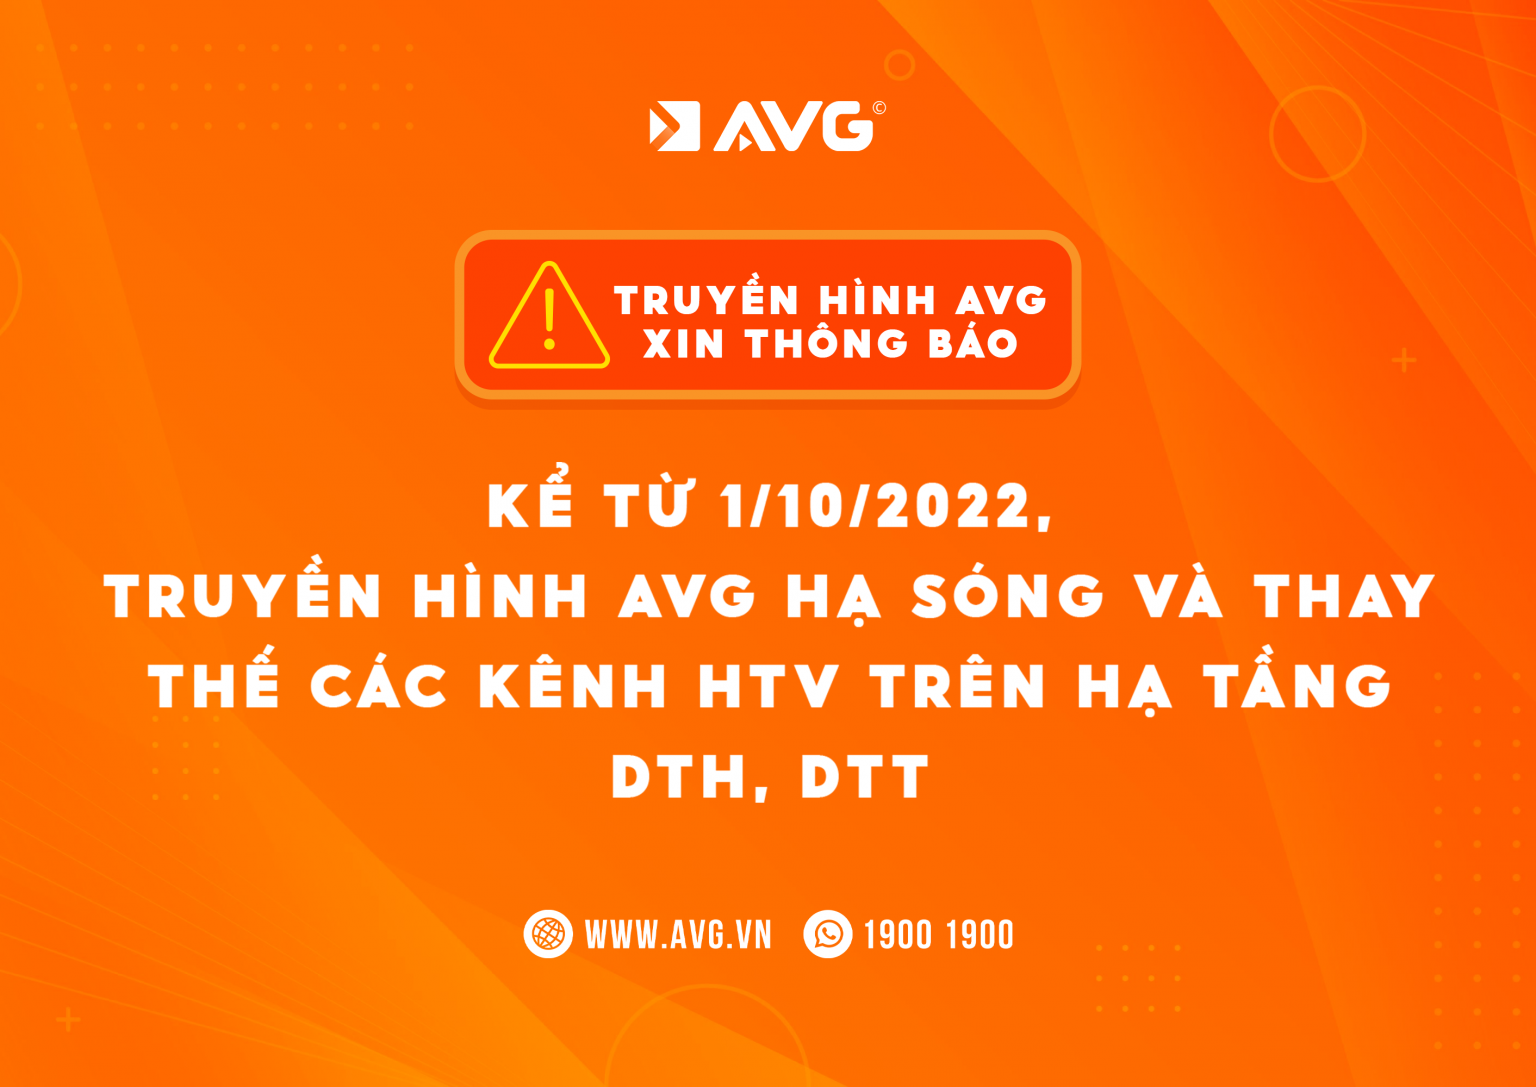 AVG©
TRUYỀN HÌNH AVG
XIN THÔNG BÁO
KỂ TỪ 1/10/2022,
TRUYỀN HÌNH AVG HẠ SÓNG VÀ THAY
THẾ CÁC KÊNH HTV TRÊN HẠ TẦNG
DTH, DTT
WWW.AVG.VN 1900 1900